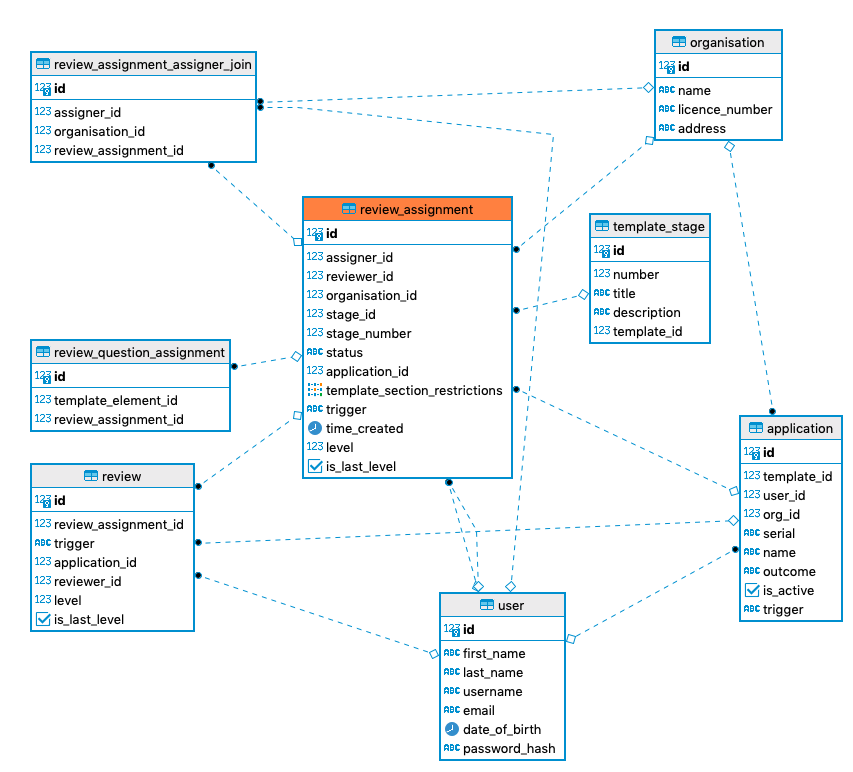 review_assignment_assigner_join
123 id
123 assigner_id
123 organisation_id
123 review_assignment_id
organisation
123 id
ABC name
ABC licence_number
ABC address
review_assignment
123 id
123 assigner_id
123 reviewer_id
123 organisation_id
123 stage_id
123 stage_number
ABC status
123 application_id
template_section_restrictions
ABC trigger
time_created
123 level
is_last_level
template_stage
123 id
123 number
ABC title
ABC description
123 template_id
review_question_assignment
123 id
123 template_element_id
123 review_assignment_id
review
123 id
123 review_assignment_id
ABC trigger
123 application_id
123 reviewer_id
123 level
is_last_level
application
123 id
123 template_id
123 user_id
123 org_id
ABC serial
ABC name
ABC outcome
is_active
ABC trigger
user
123 id
ABC first_name
ABC last_name
ABC username
ABC email
date_of_birth
ABC password_hash